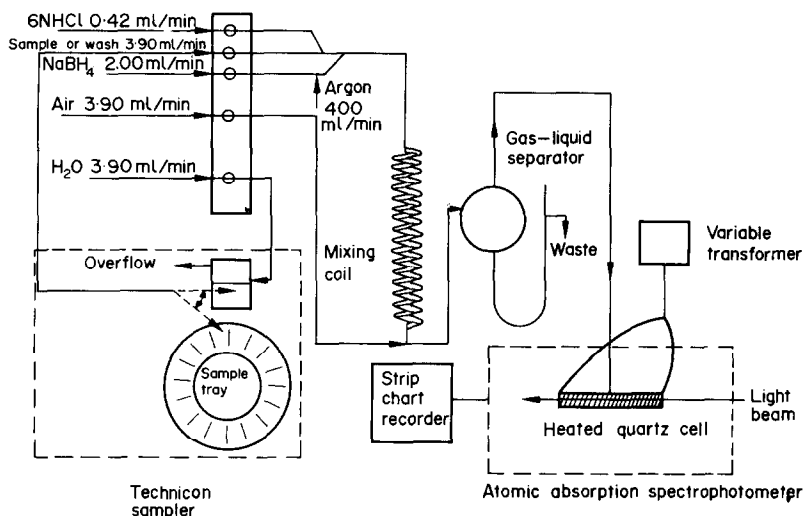 6NHCl 0·42 ml/min
Sample or wash 3·90 ml/min
NaBH4 2.00 ml/min
Air 3·90 ml/min
H2O 3·90 ml/min
Argon
400
ml/min
Gas-liquid
separator
Waste
Variable
transformer
Overflow
Mixing
coil
Sample
tray
Strip
chart
recorder
Light
beam
Heated quartz cell
Technicon
sampler
Atomic absorption spectrophotometer